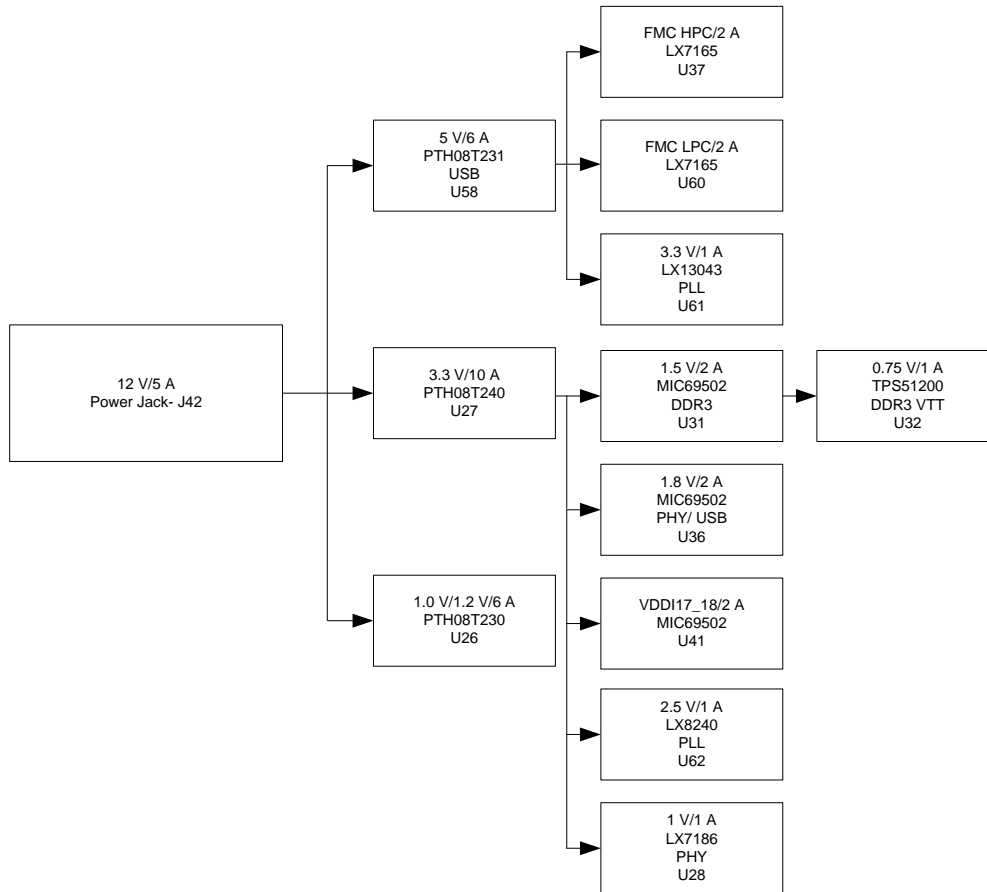 12 V/5 A
Power Jack- J42
5 V/6 A
PTH08T231
USB
U58
3.3 V/10 A
PTH08T240
U27
1.0 V/1.2 V/6 A
PTH08T230
U26
FMC HPC/2 A
LX7165
U37
FMC LPC/2 A
LX7165
U60
3.3 V/1 A
LX13043
PLL
U61
1.5 V/2 A
MIC69502
DDR3
U31
0.75 V/1 A
TPS51200
DDR3 VTT
U32
1.8 V/2 A
MIC69502
PHY/ USB
U36
VDDI17_18/2 A
MIC69502
U41
2.5 V/1 A
LX8240
PLL
U62
1 V/1 A
LX7186
PHY
U28